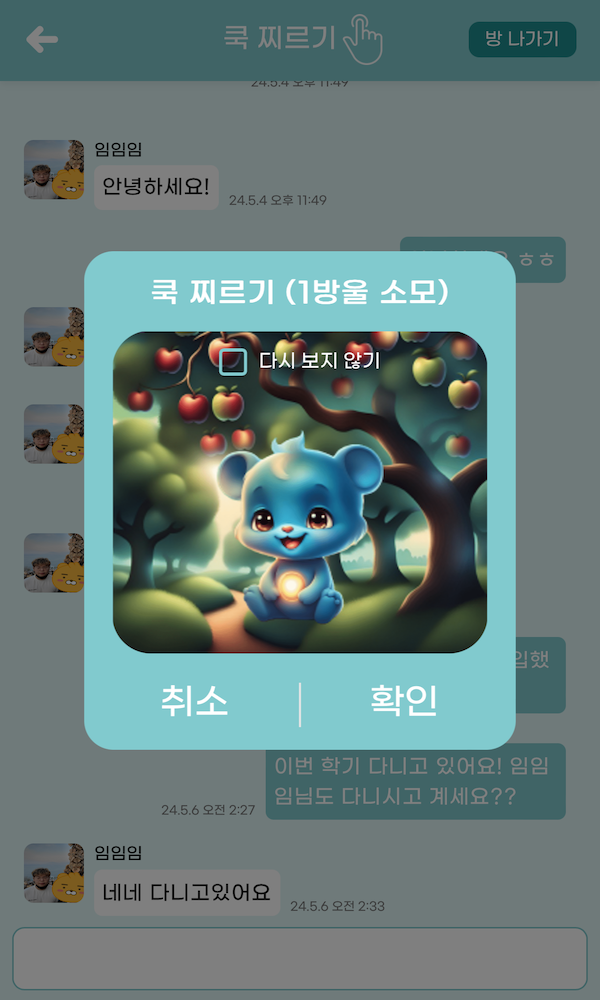 쿡 찌르기
방 나가기
24.5.4 오후 11:49
임임임
안녕하세요!
24.5.4 오후 11:49
ㅎㅎ
쿡 찌르기 (1방울 소모)
다시 보지 않기
취소
확인
입했
이번 학기 다니고 있어요! 임임
임님도 다니시고 계세요??
24.5.6 오전 2:27
임임임
네네 다니고있어요
24.5.6 오전 2:33